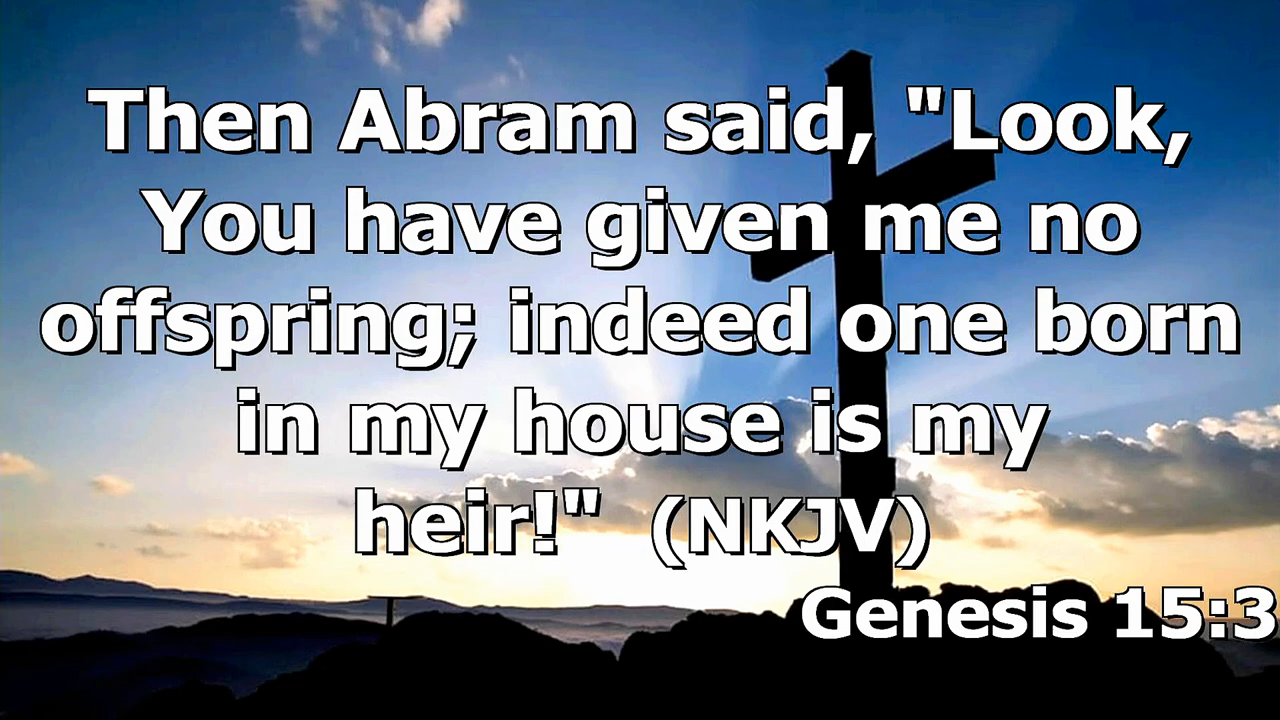 Then Abram said, "Look,
You have given me no
offspring; indeed one born
in my house is my
heir!" (NKJV)
Genesis 15:3